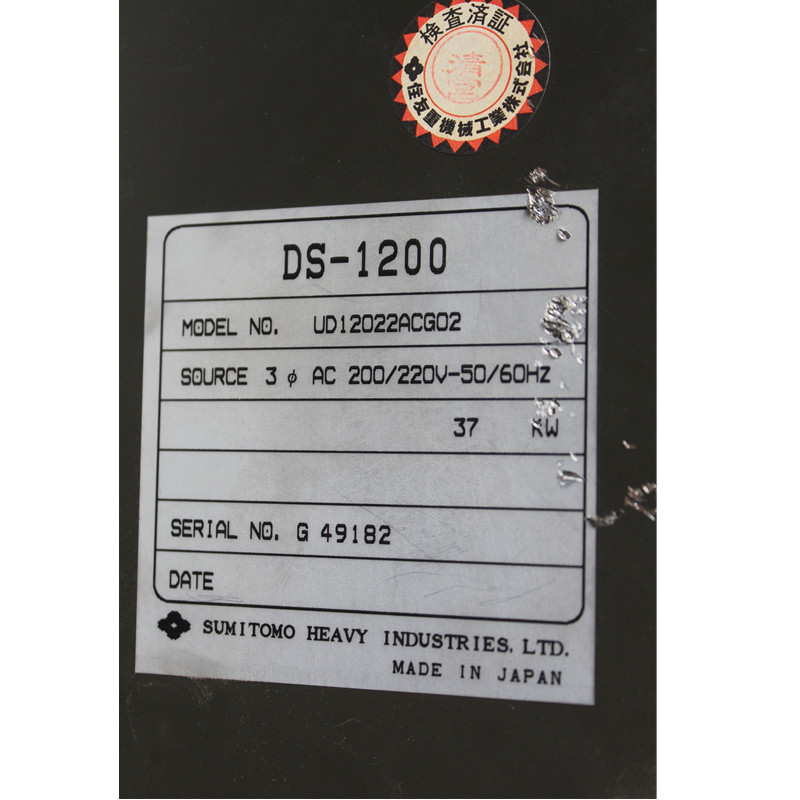 検査済証
住友重機械工業株式会社
DS-1200
MODEL NO. UD12022ACG02
SOURCE 3 φ AC 200/220V-50/60Hz
37 KW
SERIAL NO. G 49182
DATE
SUMITOMO HEAVY INDUSTRIES, LTD.
MADE IN JAPAN